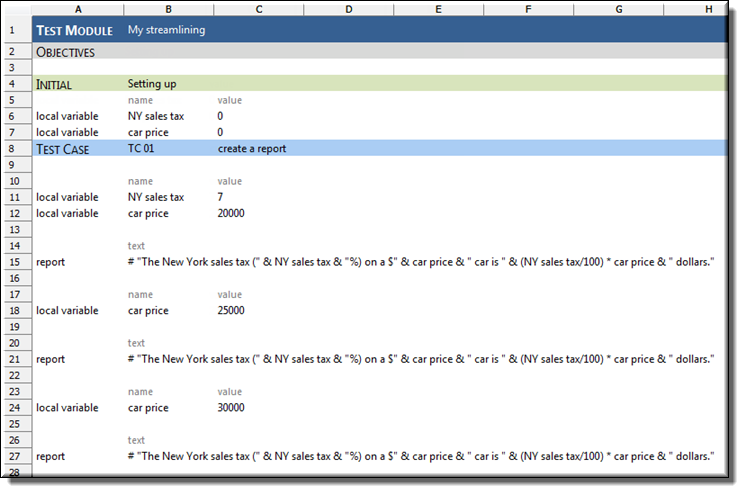 A B C D E F G H
1 TEST MODULE My streamlining
2 OBJECTIVES
3
4 INITIAL Setting up
5 name value
6 local variable NY sales tax 0
7 local variable car price 0
8 TEST CASE TC 01 create a report
9
10 name value
11 local variable NY sales tax 7
12 local variable car price 20000
13
14 text
15 report # "The New York sales tax (" & NY sales tax & "%) on a $" & car price & " car is " & (NY sales tax/100) * car price & " dollars."
16
17 name value
18 local variable car price 25000
19
20 text
21 report # "The New York sales tax (" & NY sales tax & "%) on a $" & car price & " car is " & (NY sales tax/100) * car price & " dollars."
22
23 name value
24 local variable car price 30000
25
26 text
27 report # "The New York sales tax (" & NY sales tax & "%) on a $" & car price & " car is " & (NY sales tax/100) * car price & " dollars."
28